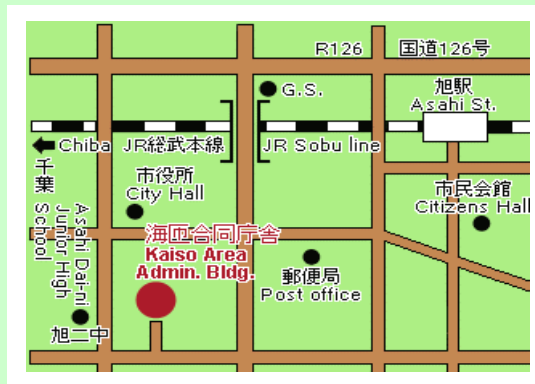 R126 国道126号
G.S.
旭駅
Asahi St.
Chiba
JR総武本線
JR Sobu line
千葉
市役所
City Hall
市民会館
Citizens Hall
海匝合同庁舎
Kaiso Area
Admin. Bldg.
Asahi Dai-ni
Junior High
School
旭二中
郵便局
Post office